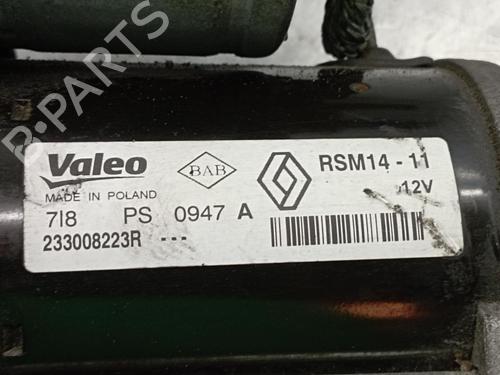 B-PARTS
Valeo
BAB
RSM14 - 11
MADE IN POLAND
12V
7I8 PS 0947 A
233008223R ---